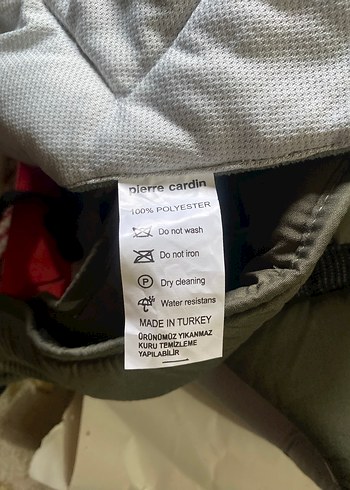 pierre cardin
100% POLYESTER
Do not wash
Do not iron
P Dry cleaning
Water resistans
MADE IN TURKEY
ÜRÜNÜMÜZ YIKANMAZ
KURU TEMİZLEME
YAPILABİLİR